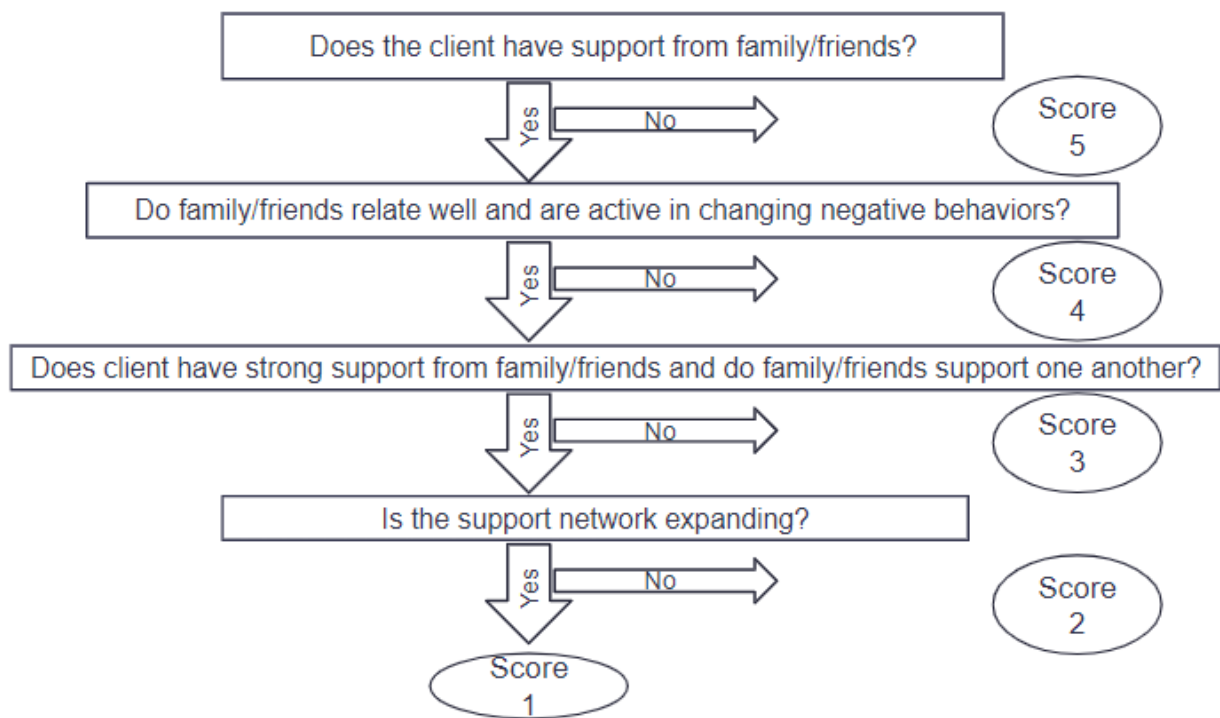 Does the client have support from family/friends?
Yes
No
Score
5
Do family/friends relate well and are active in changing negative behaviors?
Yes
No
Score
4
Does client have strong support from family/friends and do family/friends support one another?
Yes
No
Score
3
Is the support network expanding?
Yes
No
Score
2
Score
1